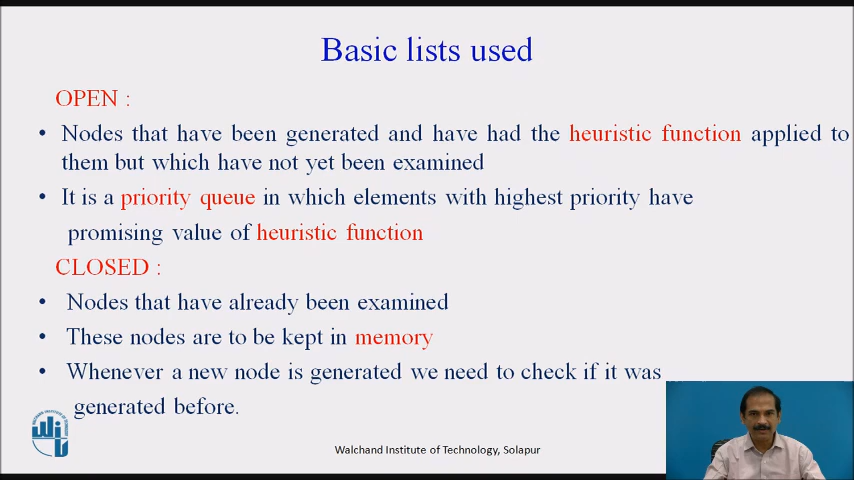 Basic lists used
OPEN :
• Nodes that have been generated and have had the heuristic function applied to
them but which have not yet been examined
• It is a priority queue in which elements with highest priority have
promising value of heuristic function
CLOSED :
• Nodes that have already been examined
• These nodes are to be kept in memory
• Whenever a new node is generated we need to check if it was
generated before.
Walchand Institute of Technology, Solapur